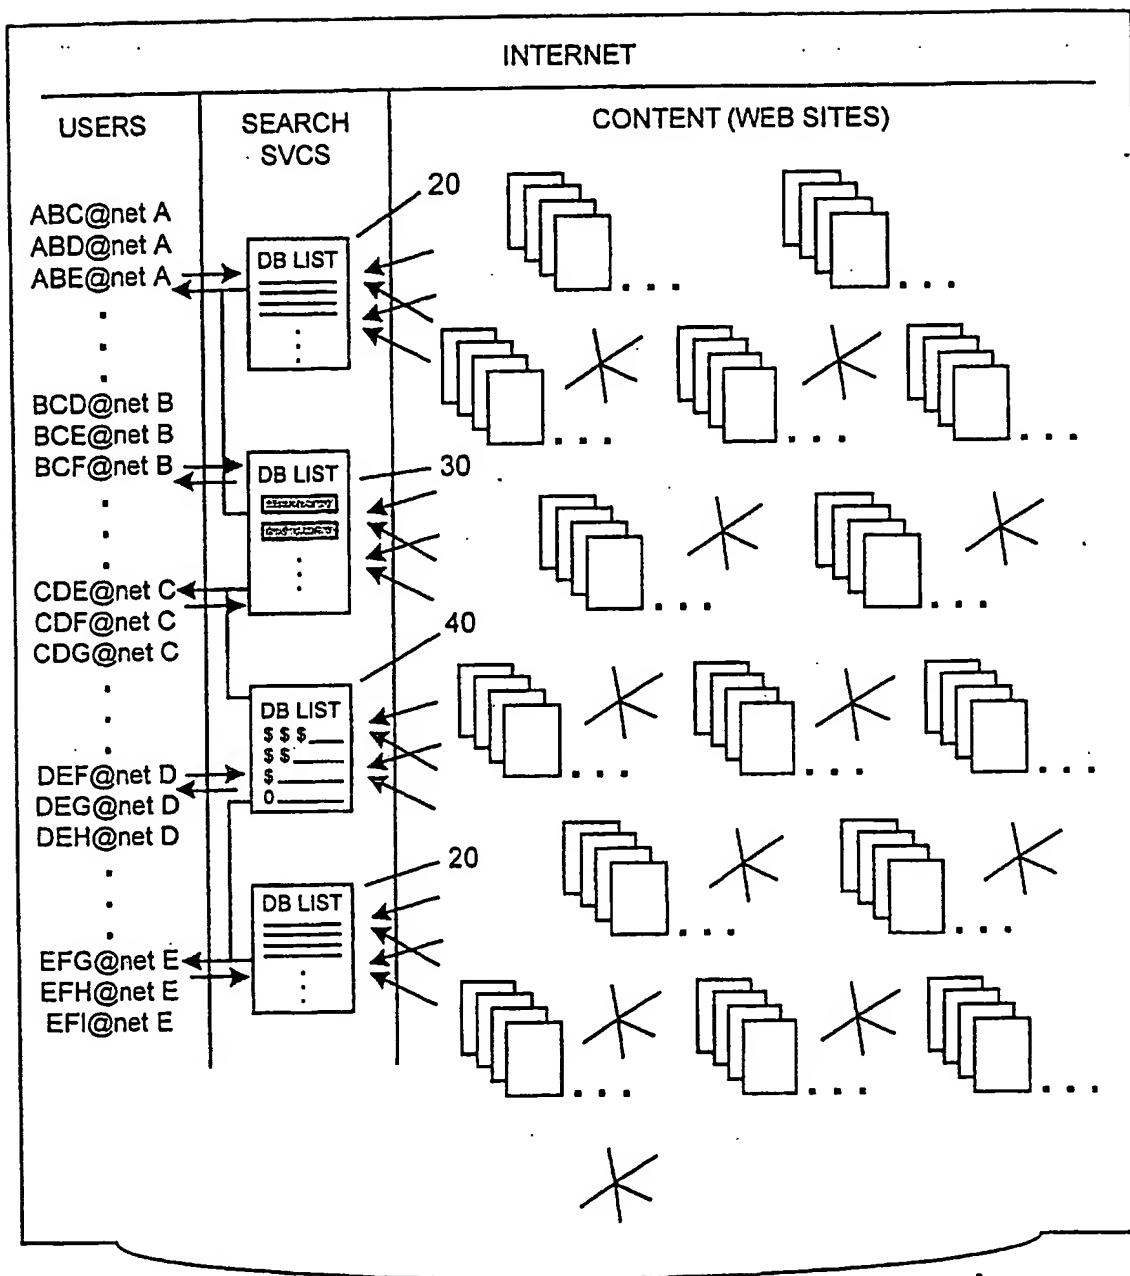 INTERNET
USERS
SEARCH
SVCS
CONTENT (WEB SITES)
ABC@net A
ABD@net A
ABE@net A
BCD@net B
BCE@net B
BCF@net B
CDE@net C
CDF@net C
CDG@net C
DEF@net D
DEG@net D
DEH@net D
EFG@net E
EFH@net E
EFI@net E
20
DB LIST
30
DB LIST
40
DB LIST
$ $ $
$ $
$
0
20
DB LIST